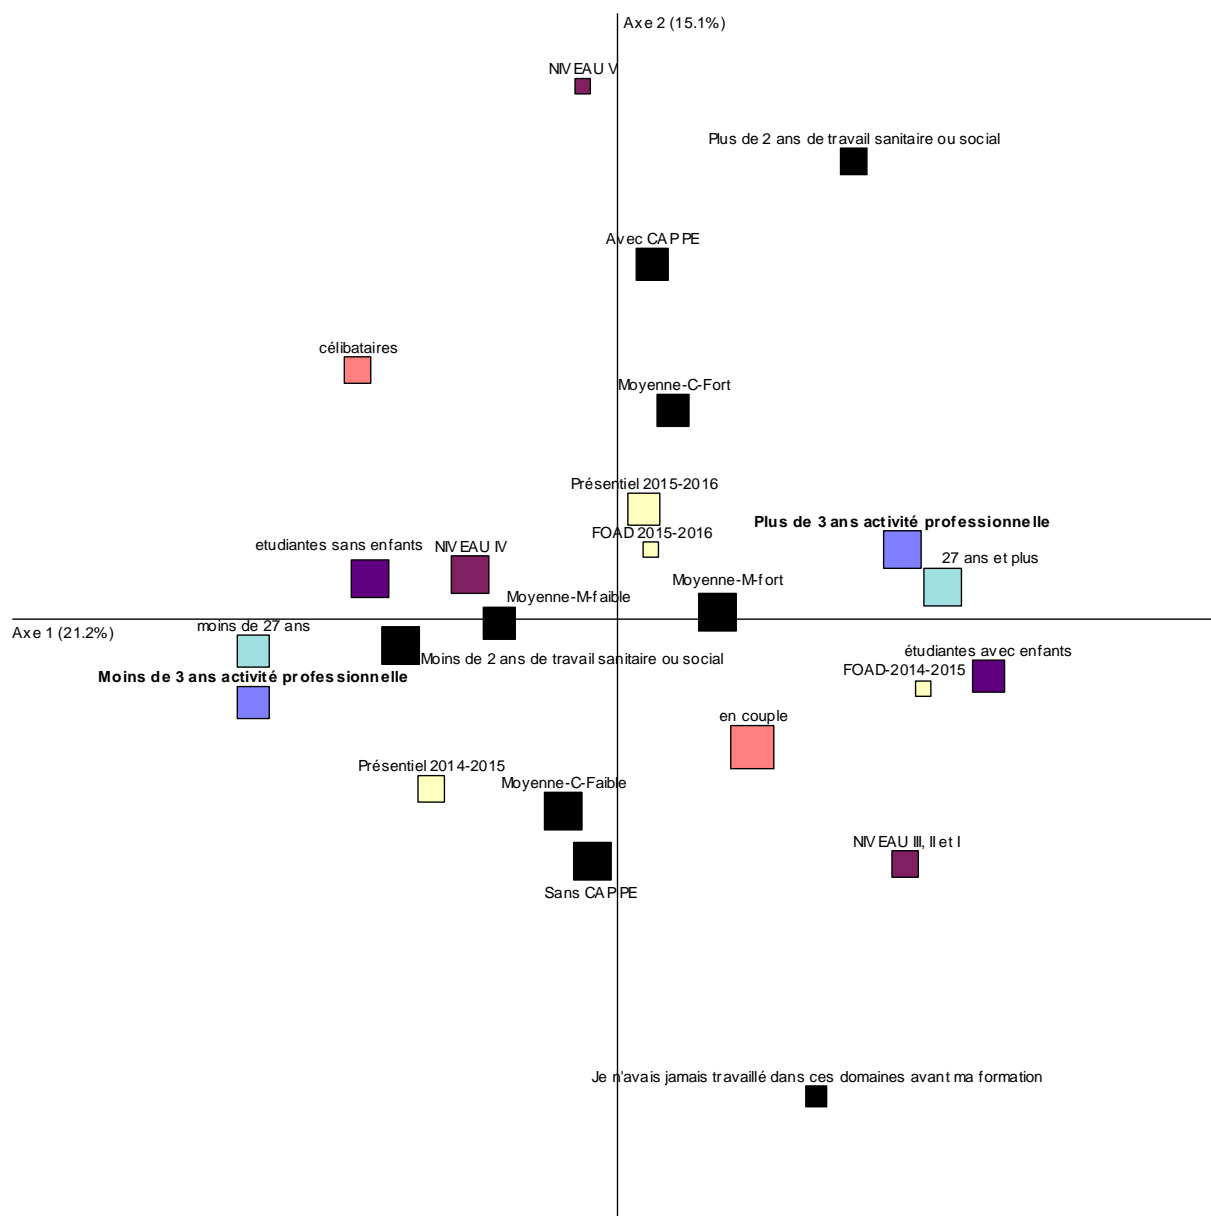 Axe 2 (15.1%)
NIVEAU V
Plus de 2 ans de travail sanitaire ou social
Avec CAPPE
célibataires
Moyenne-C-Fort
Présentiel 2015-2016
Plus de 3 ans activité professionnelle
FOAD 2015-2016
etudiantes sans enfants
NIVEAU IV
27 ans et plus
Moyenne-M-fort
Moyenne-M-faible
moins de 27 ans
Axe 1 (21.2%)
étudiantes avec enfants
Moins de 2 ans de travail sanitaire ou social
FOAD-2014-2015
Moins de 3 ans activité professionnelle
en couple
Présentiel 2014-2015
Moyenne-C-Faible
NIVEAU III, II et I
Sans CAPPE
Je n'avais jamais travaillé dans ces domaines avant ma formation